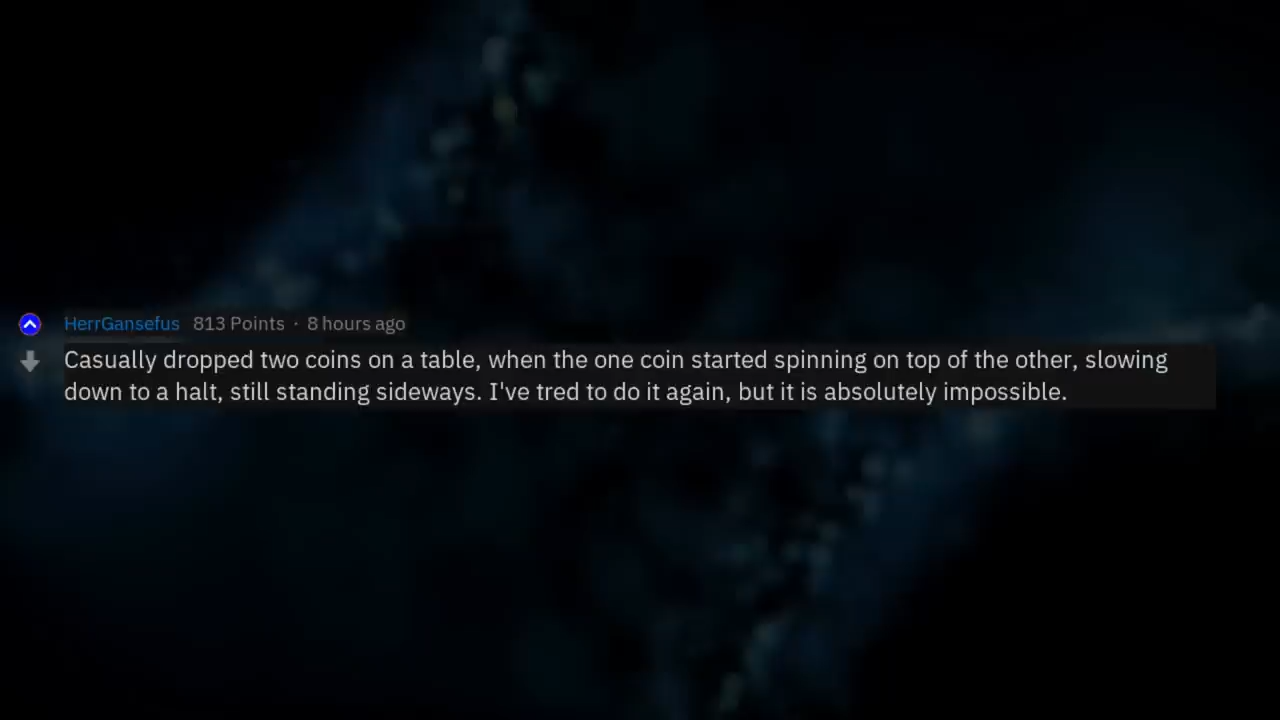 HerrGansefus 813 Points · 8 hours ago
Casually dropped two coins on a table, when the one coin started spinning on top of the other, slowing
down to a halt, still standing sideways. I've tred to do it again, but it is absolutely impossible.